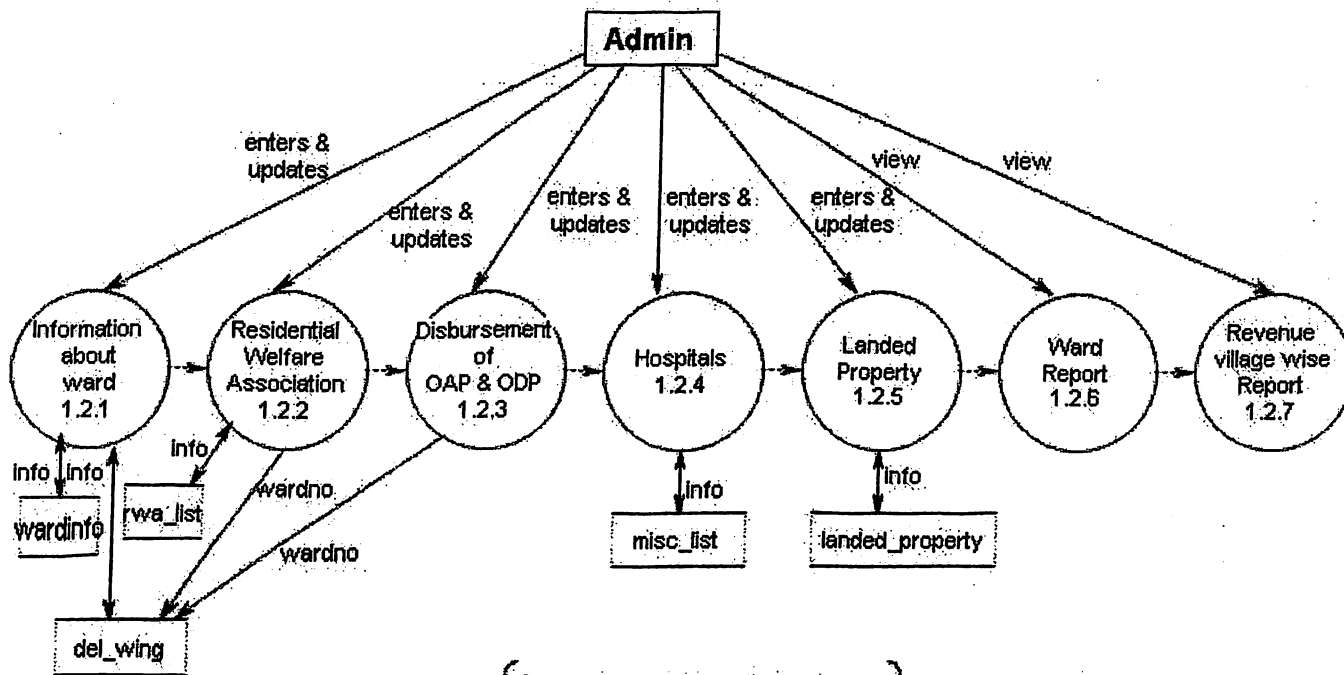 Admin
enters &
updates
enters &
updates
enters &
updates
enters &
updates
enters &
updates
view
view
Information
about
ward
1.2.1
Residential
Welfare
Association
1.2.2
Disbursement
of
OAP & ODP
1.2.3
Hospitals
1.2.4
Landed
Property
1.2.5
Ward
Report
1.2.6
Revenue
village wise
Report
1.2.7
info
info
info
wardno
wardno
info
info
wardinfo
rwa_list
misc_list
landed_property
del_wing